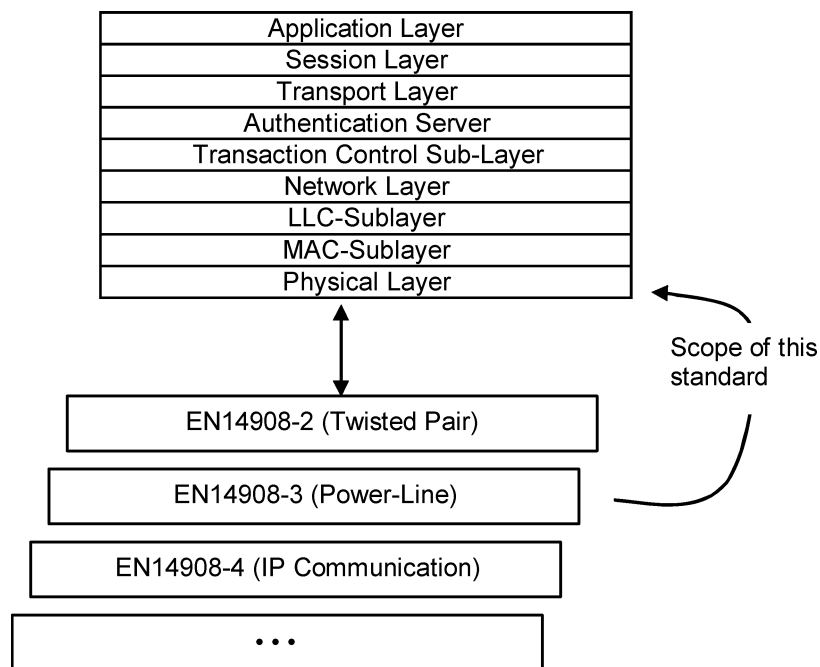 Application Layer
Session Layer
Transport Layer
Authentication Server
Transaction Control Sub-Layer
Network Layer
LLC-Sublayer
MAC-Sublayer
Physical Layer
Scope of this
standard
EN14908-2 (Twisted Pair)
EN14908-3 (Power-Line)
EN14908-4 (IP Communication)
...